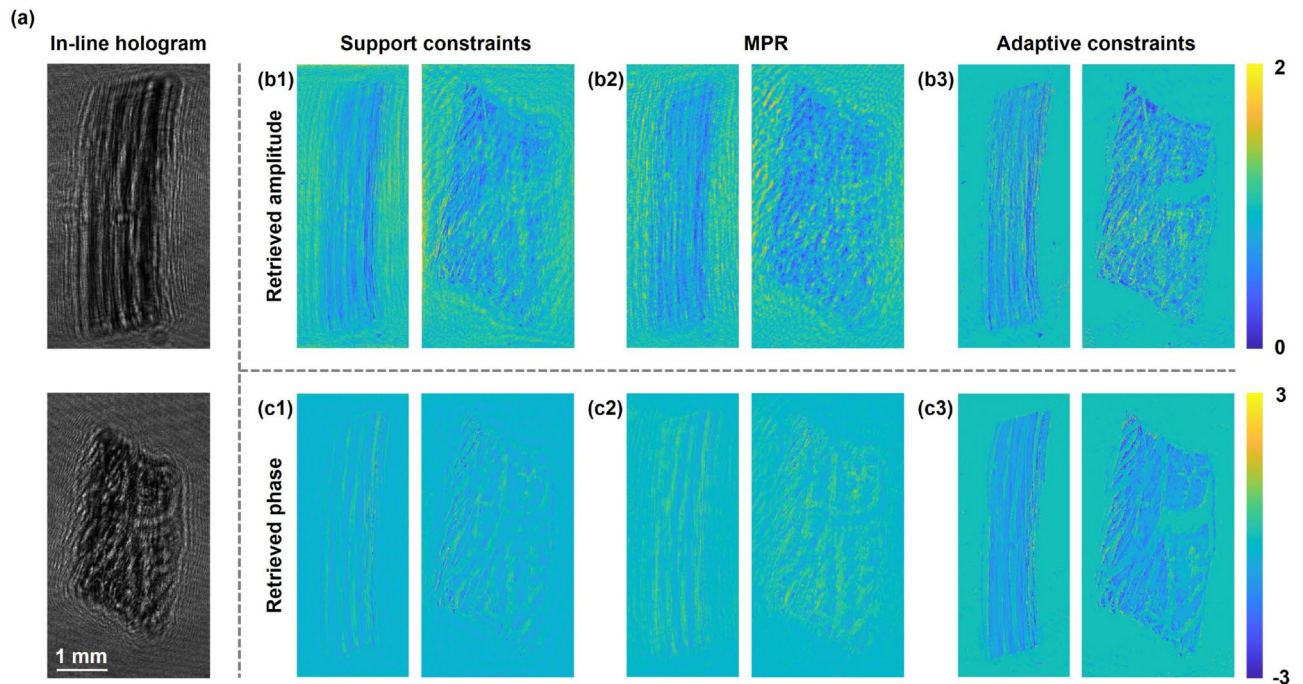 (a)
In-line hologram
Support constraints
MPR
Adaptive constraints
Retrieved amplitude
(b1)
(b2)
(b3)
2
0
Retrieved phase
(c1)
(c2)
(c3)
3
-3
1 mm